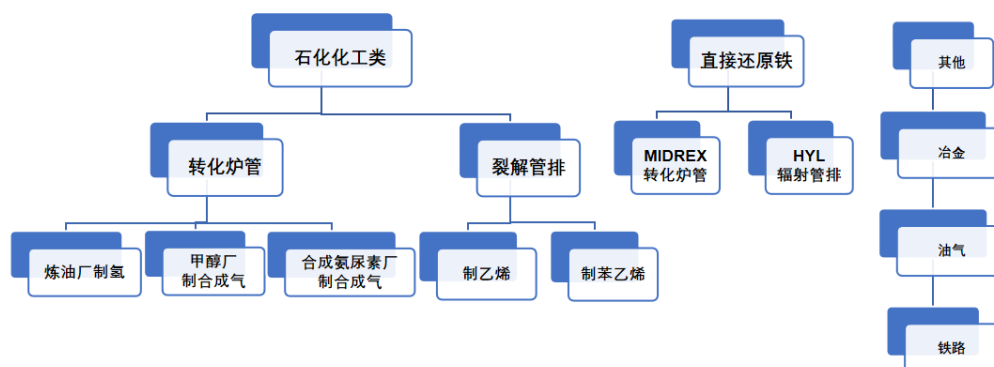 石化化工类
直接还原铁
其他
转化炉管
裂解管排
MIDREX
转化炉管
HYL
辐射管排
冶金
炼油厂制氢
甲醇厂
制合成气
合成氨尿素厂
制合成气
制乙烯
制苯乙烯
油气
铁路